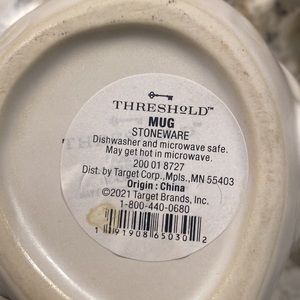 THRESHOLD™
MUG
STONEWARE
Dishwasher and microwave safe.
May get hot in microwave.
200 01 8727
Dist. by Target Corp., Mpls., MN 55403
Origin : China
©2021 Target Brands, Inc.
1-800-440-0680
1 91908 65030 2